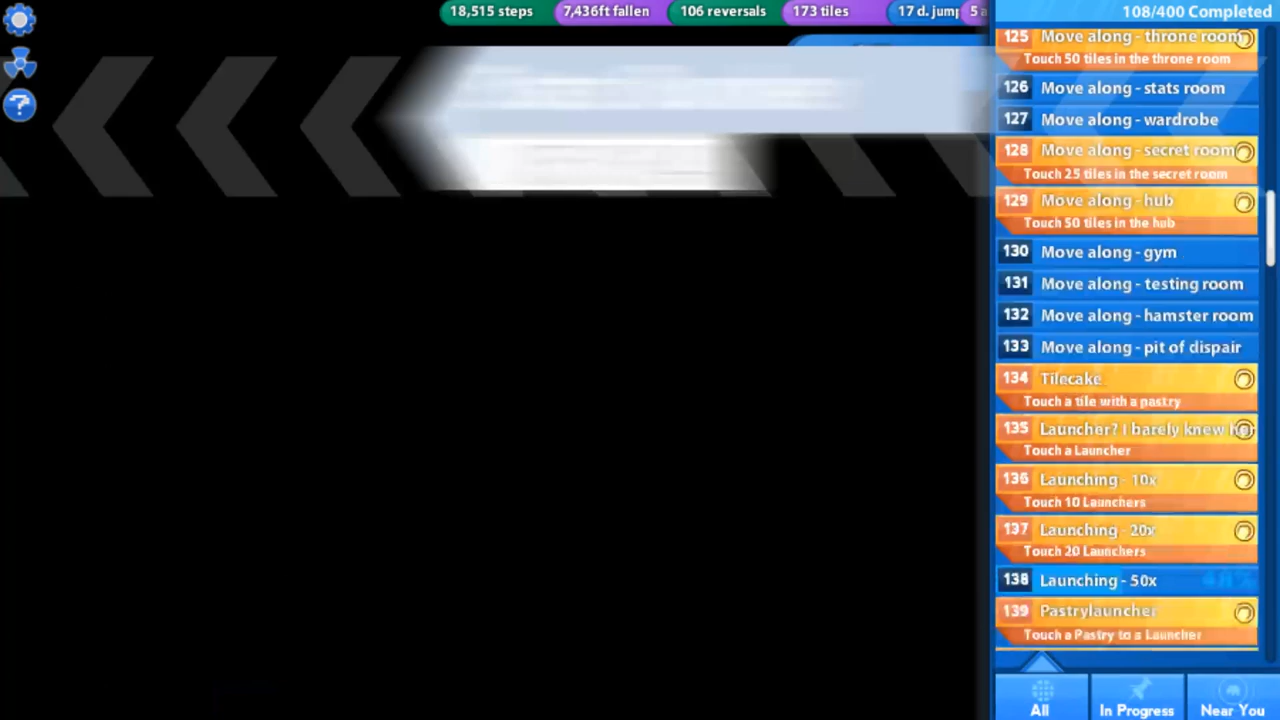 18,515 steps
7,436ft fallen
106 reversals
173 tiles
17 d. jump
5 a
108/400 Completed
125 Move along - throne room
Touch 50 tiles in the throne room
126 Move along - stats room
127 Move along - wardrobe
128 Move along - secret room
Touch 25 tiles in the secret room
129 Move along - hub
Touch 50 tiles in the hub
130 Move along - gym
131 Move along - testing room
132 Move along - hamster room
133 Move along - pit of dispair
134 Tilecake
Touch a tile with a pastry
135 Launcher? I barely knew her
Touch a Launcher
136 Launching - 10x
Touch 10 Launchers
137 Launching - 20x
Touch 20 Launchers
138 Launching - 50x
139 Pastrylauncher
Touch a Pastry to a Launcher
All
In Progress
Near You